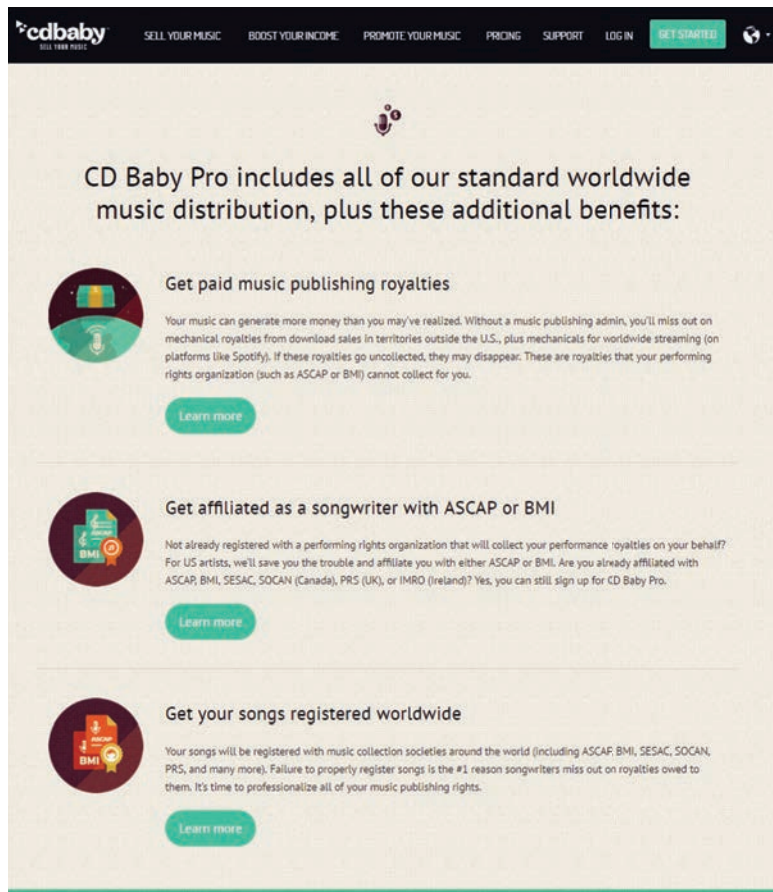 cdbaby
SELL YOUR MUSIC
SELL YOUR MUSIC BOOST YOUR INCOME PROMOTE YOUR MUSIC PRICING SUPPORT LOG IN GET STARTED
CD Baby Pro includes all of our standard worldwide
music distribution, plus these additional benefits:
Get paid music publishing royalties
Your music can generate more money than you may've realized. Without a music publishing admin, you'll miss out on
mechanical royalties from download sales in territories outside the U.S., plus mechanicals for worldwide streaming (on
platforms like Spotify). If these royalties go uncollected, they may disappear. These are royalties that your performing
rights organization (such as ASCAP or BMI) cannot collect for you.
Learn more
ASCAP
BMI
Get affiliated as a songwriter with ASCAP or BMI
Not already registered with a performing rights organization that will collect your performance royalties on your behalf?
For US artists, we'll save you the trouble and affiliate you with either ASCAP or BMI. Are you already affiliated with
ASCAP, BMI, SESAC, SOCAN (Canada), PRS (UK), or IMRO (Ireland)? Yes, you can still sign up for CD Baby Pro.
Learn more
ASCAP
BMI
Get your songs registered worldwide
Your songs will be registered with music collection societies around the world (including ASCAP, BMI, SESAC, SOCAN,
PRS, and many more). Failure to properly register songs is the #1 reason songwriters miss out on royalties owed to
them. It's time to professionalize all of your music publishing rights.
Learn more